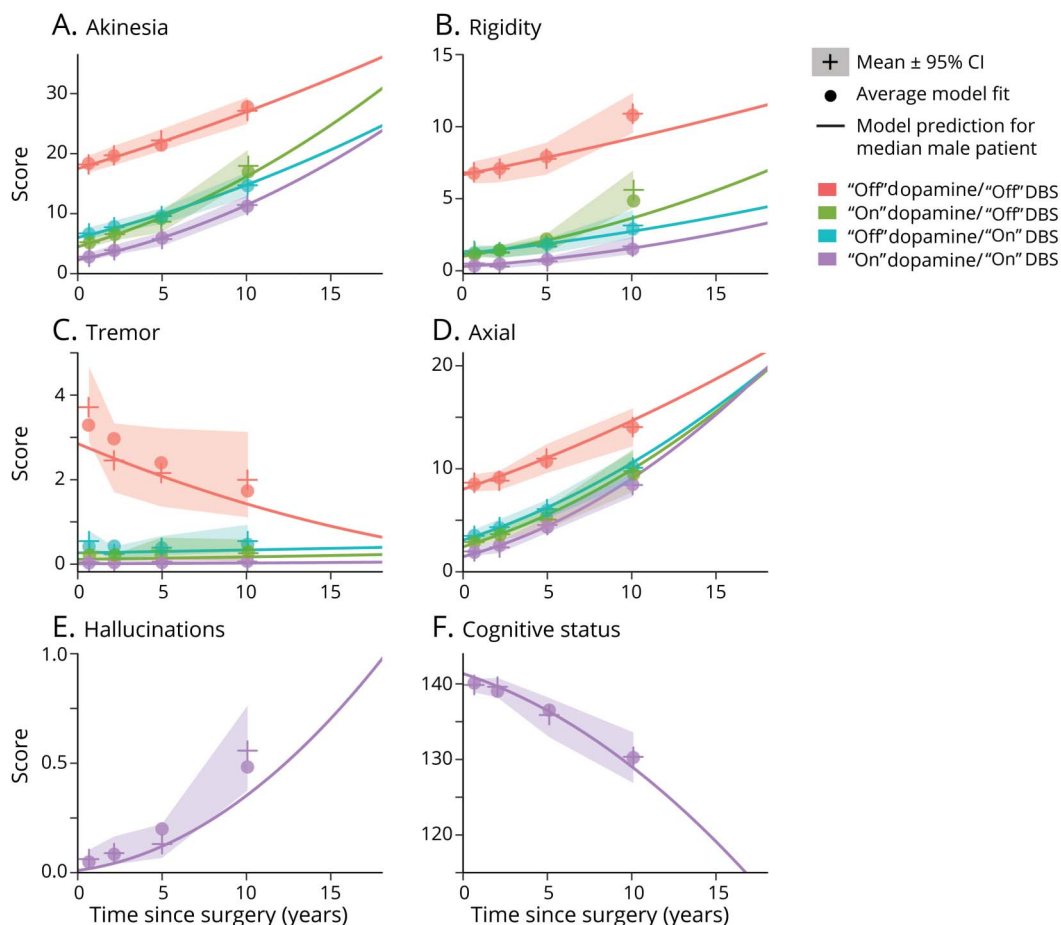 A. Akinesia
Score
30
20
10
0
0 5 10 15
B. Rigidity
15
10
5
0
0 5 10 15
Mean ± 95% CI
Average model fit
Model prediction for
median male patient
“Off”dopamine/“Off”DBS
“On”dopamine/“Off”DBS
“Off”dopamine/“On”DBS
“On”dopamine/“On”DBS
C. Tremor
4
2
0
0 5 10 15
D. Axial
20
10
0
0 5 10 15
E. Hallucinations
Score
1.0
0.5
0.0
0 5 10 15
Time since surgery (years)
F. Cognitive status
140
130
120
0 5 10 15
Time since surgery (years)